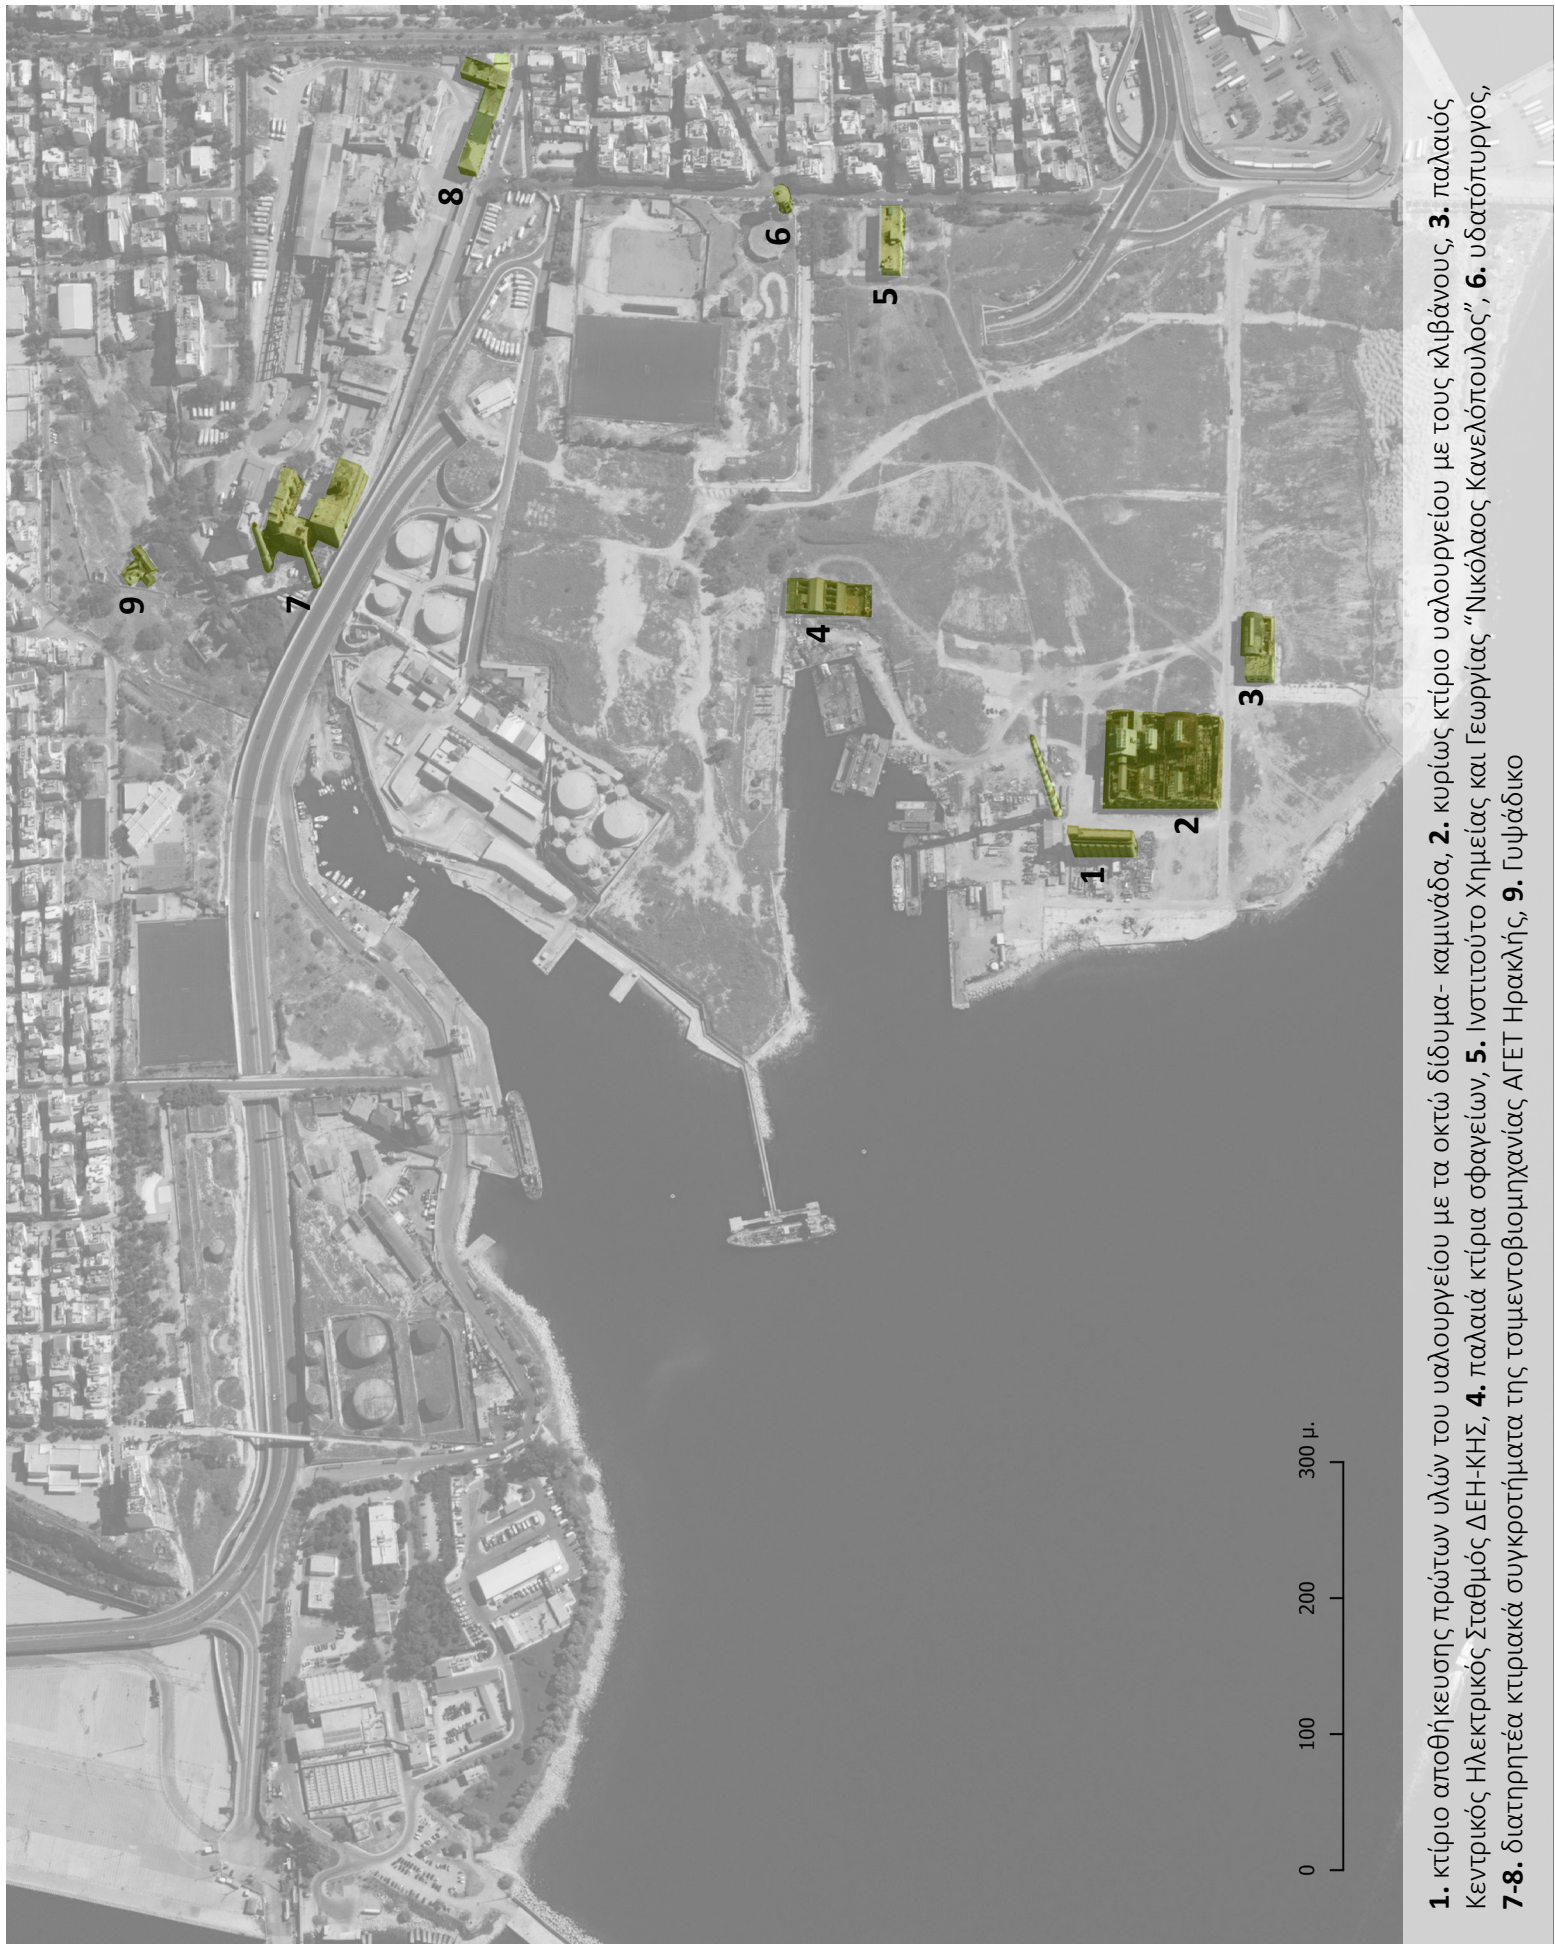 9
7
8
6
5
4
3
2
1
0 100 200 300 μ.
1. κτίριο αποθήκευσης πρώτων υλών του υαλουργείου με τα οκτώ δίδυμα- καμινάδα, 2. κυρίως κτίριο υαλουργείου με τους κλιβάνους, 3. παλαιός
Κεντρικός Ηλεκτρικός Σταθμός ΔΕΗ-ΚΗΣ, 4. παλαιά κτίρια σφαγείων, 5. Ινστιτούτο Χημείας και Γεωργίας “Νικόλαος Κανελόπουλος”, 6. υδατόπυργος,
7-8. διατηρητέα κτιριακά συγκροτήματα της τσιμεντοβιομηχανίας ΑΓΕΤ Ηρακλής, 9. Γυψάδικο